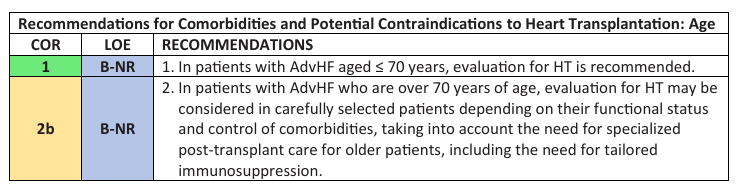 Recommendations for Comorbidities and Potential Contraindications to Heart Transplantation: Age
COR LOE RECOMMENDATIONS
1 B-NR 1. In patients with AdvHF aged ≤ 70 years, evaluation for HT is recommended.
2. In patients with AdvHF who are over 70 years of age, evaluation for HT may be
considered in carefully selected patients depending on their functional status
2b B-NR and control of comorbidities, taking into account the need for specialized
post-transplant care for older patients, including the need for tailored
immunosuppression.